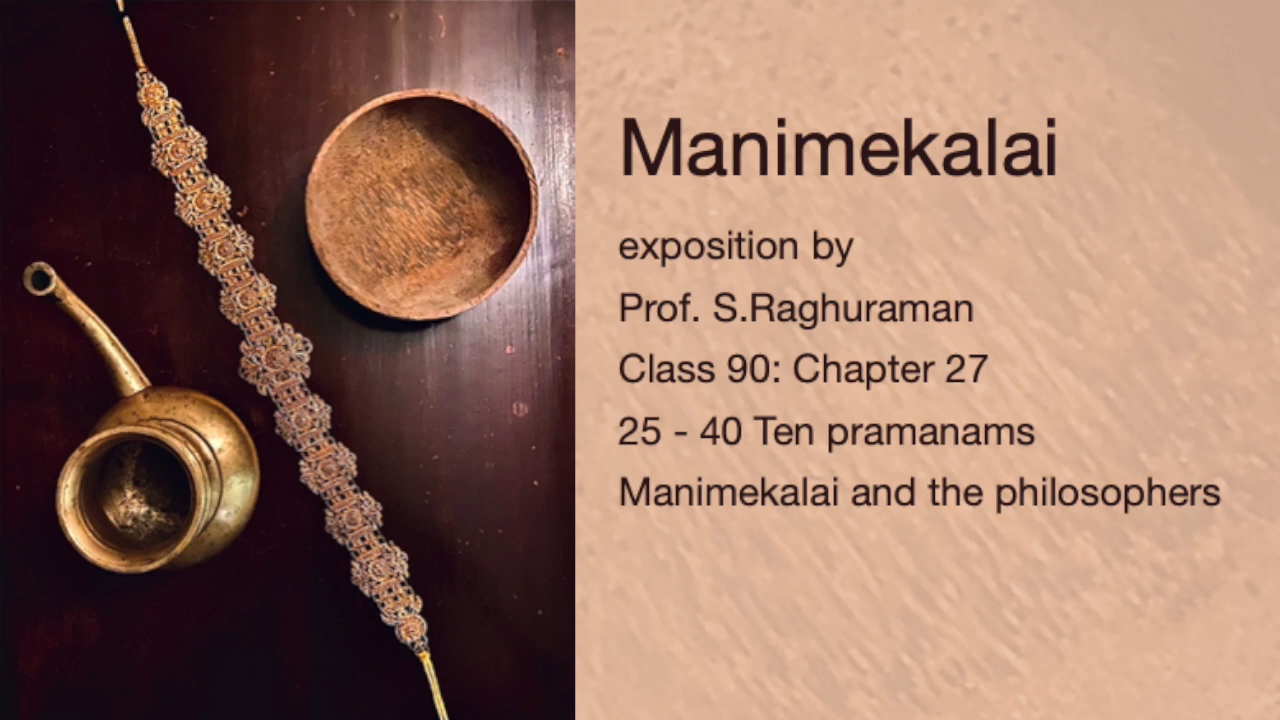 Manimekalai
exposition by
Prof. S.Raghuraman
Class 90: Chapter 27
25 - 40 Ten pramanams
Manimekalai and the philosophers